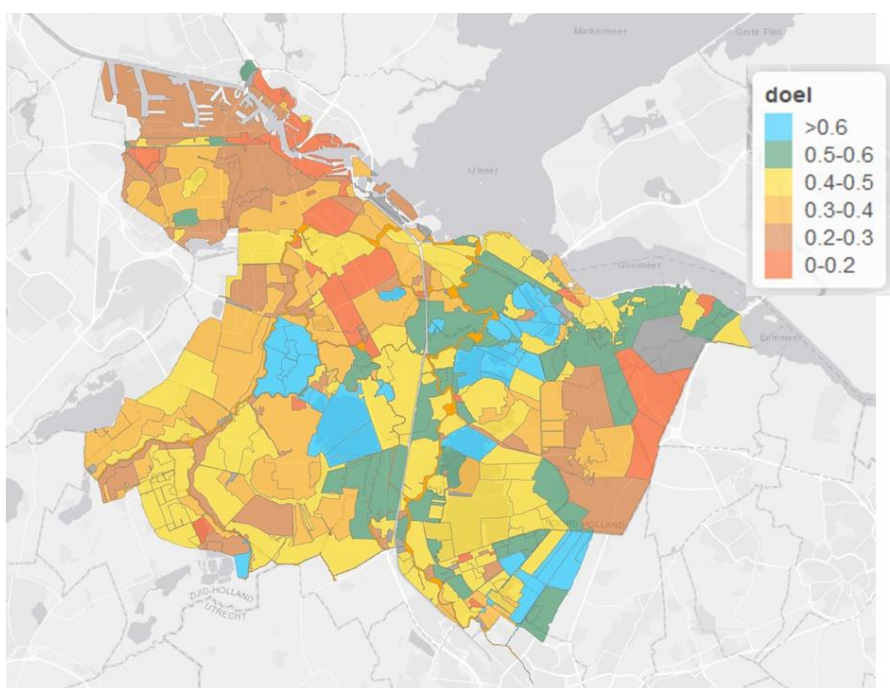 Markermeer
Grote Plas
doel
>0.6
0.5-0.6
0.4-0.5
0.3-0.4
0.2-0.3
0-0.2
IJmeer
Gooimeer
Eemmeer
NOORD-HOLLAND
ZUID-HOLLAND
UTRECHT